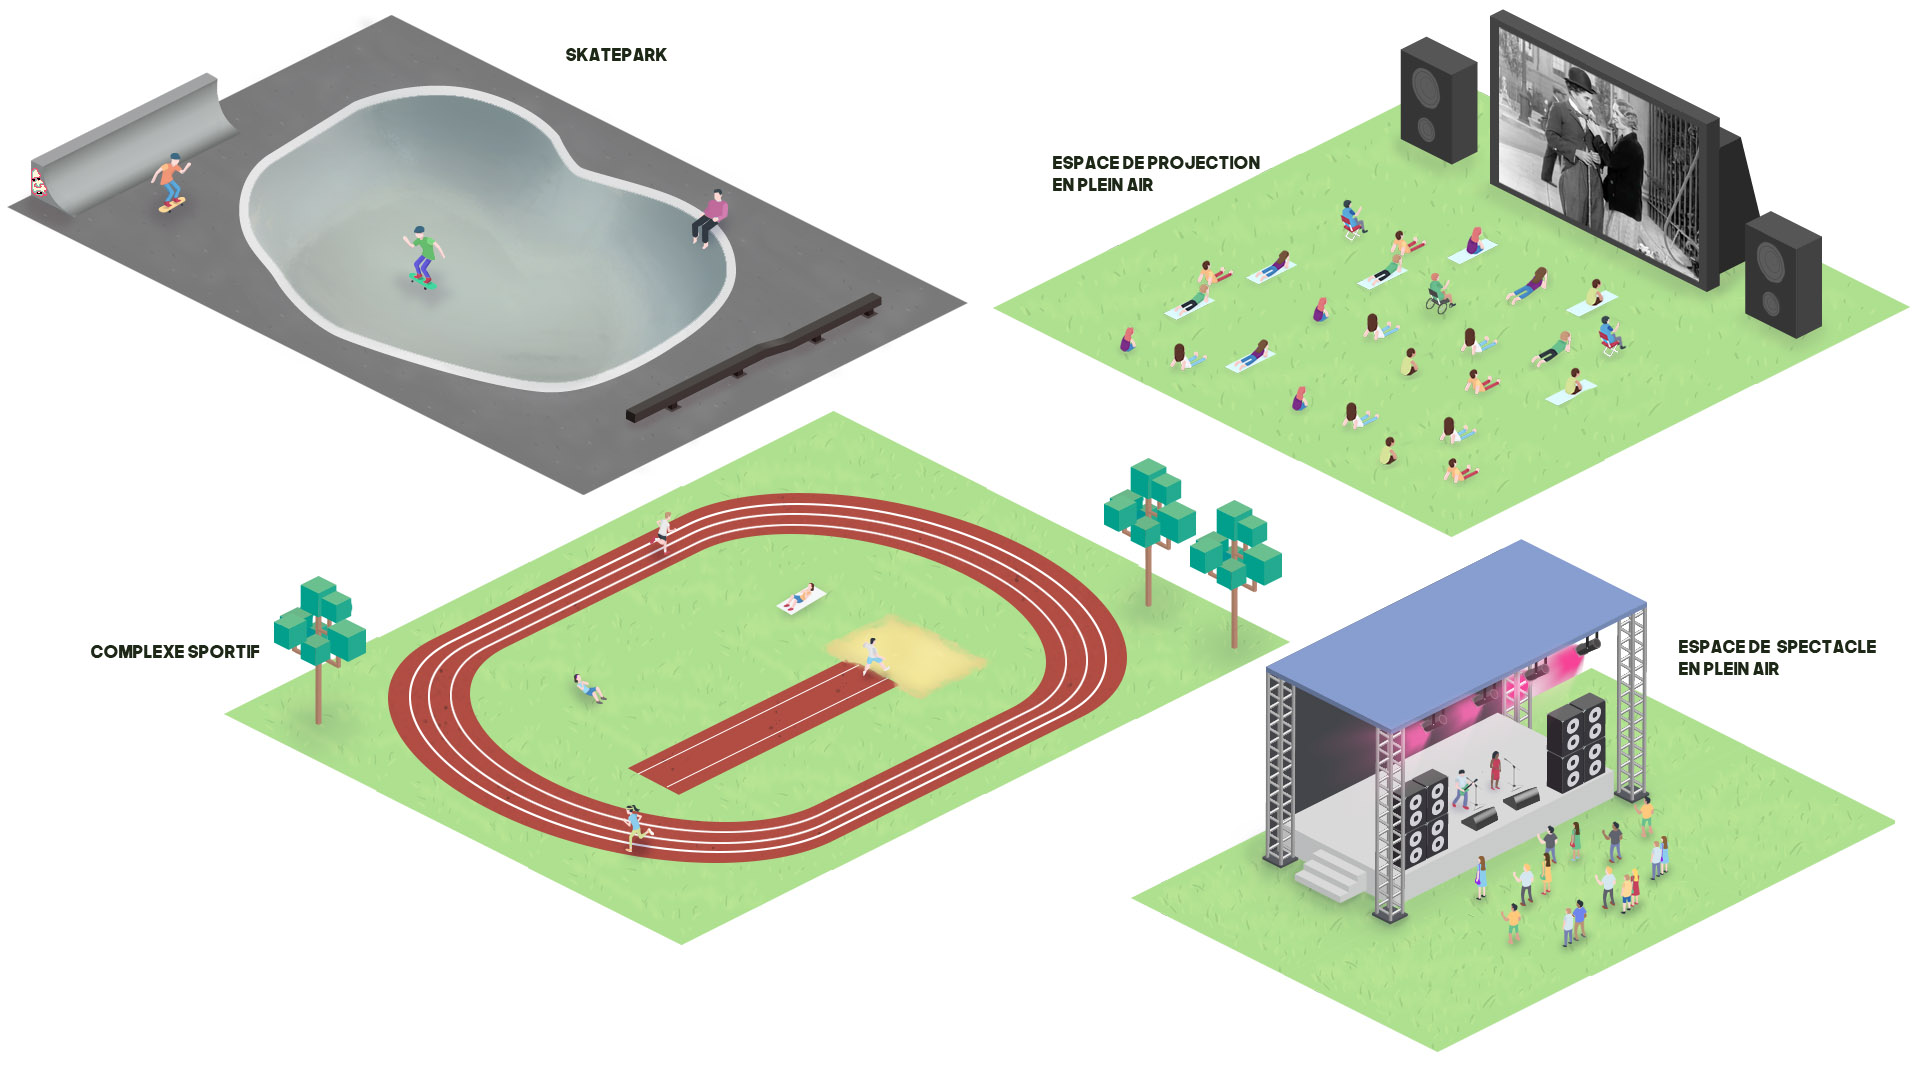 SKATEPARK
ESPACE DE PROJECTION
EN PLEIN AIR
COMPLEXE SPORTIF
ESPACE DE SPECTACLE
EN PLEIN AIR